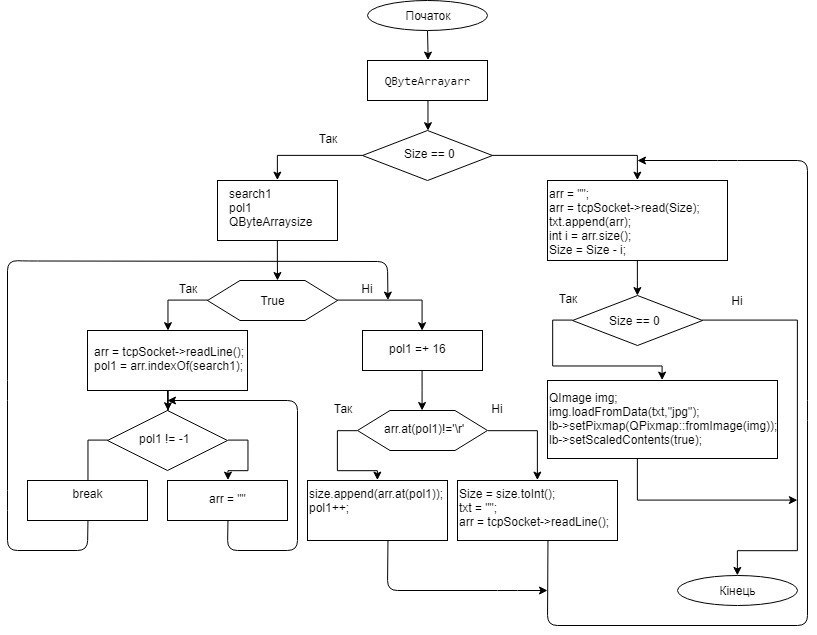 Початок
QByteArrayarr
Так
Size == 0
search1
pol1
QByteArraysize
arr = "";
arr = tcpSocket->read(Size);
txt.append(arr);
int i = arr.size();
Size = Size - i;
Так
True
Ні
Так
Size == 0
Ні
arr = tcpSocket->readLine();
pol1 = arr.indexOf(search1);
pol1 =+ 16
QImage img;
img.loadFromData(txt,"jpg");
lb->setPixmap(QPixmap::fromImage(img));
lb->setScaledContents(true);
pol1 != -1
Так
arr.at(pol1)!='\r'
Ні
break
arr = ""
size.append(arr.at(pol1));
pol1++;
Size = size.toInt();
txt = "";
arr = tcpSocket->readLine();
Кінець